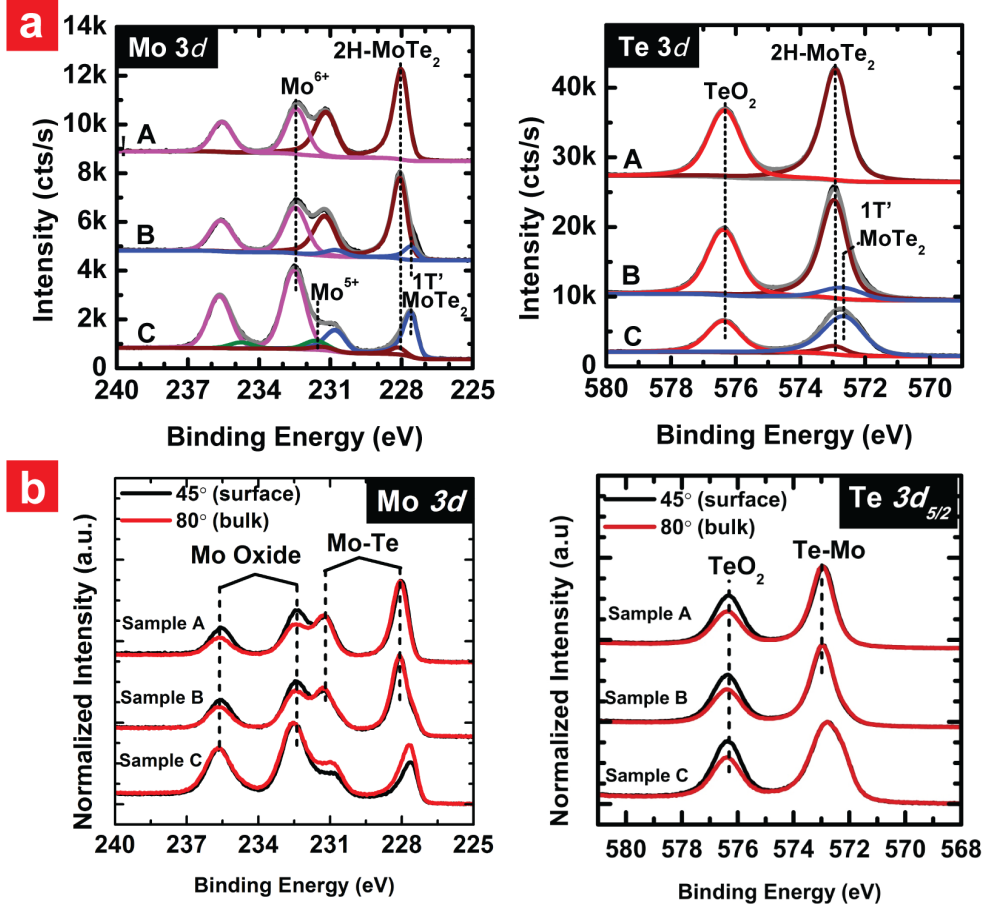 a
Mo 3d
14k
12k
10k
8k
6k
4k
2k
0
Intensity (cts/s)
2H-MoTe2
Mo6+
A
B
Mo5+
1T'
MoTe2
C
240 237 234 231 228 225
Binding Energy (eV)
Te 3d
40k
30k
20k
10k
0
Intensity (cts/s)
2H-MoTe2
TeO2
A
1T'
MoTe2
B
C
580 578 576 574 572 570
Binding Energy (eV)
b
45° (surface)
80° (bulk)
Mo 3d
Mo Oxide
Mo-Te
Sample A
Sample B
Sample C
Normalized Intensity (a.u.)
240 237 234 231 228 225
Binding Energy (eV)
45° (surface)
80° (bulk)
Te 3d5/2
TeO2
Te-Mo
Sample A
Sample B
Sample C
Normalized Intensity (a.u)
580 578 576 574 572 570 568
Binding Energy (eV)